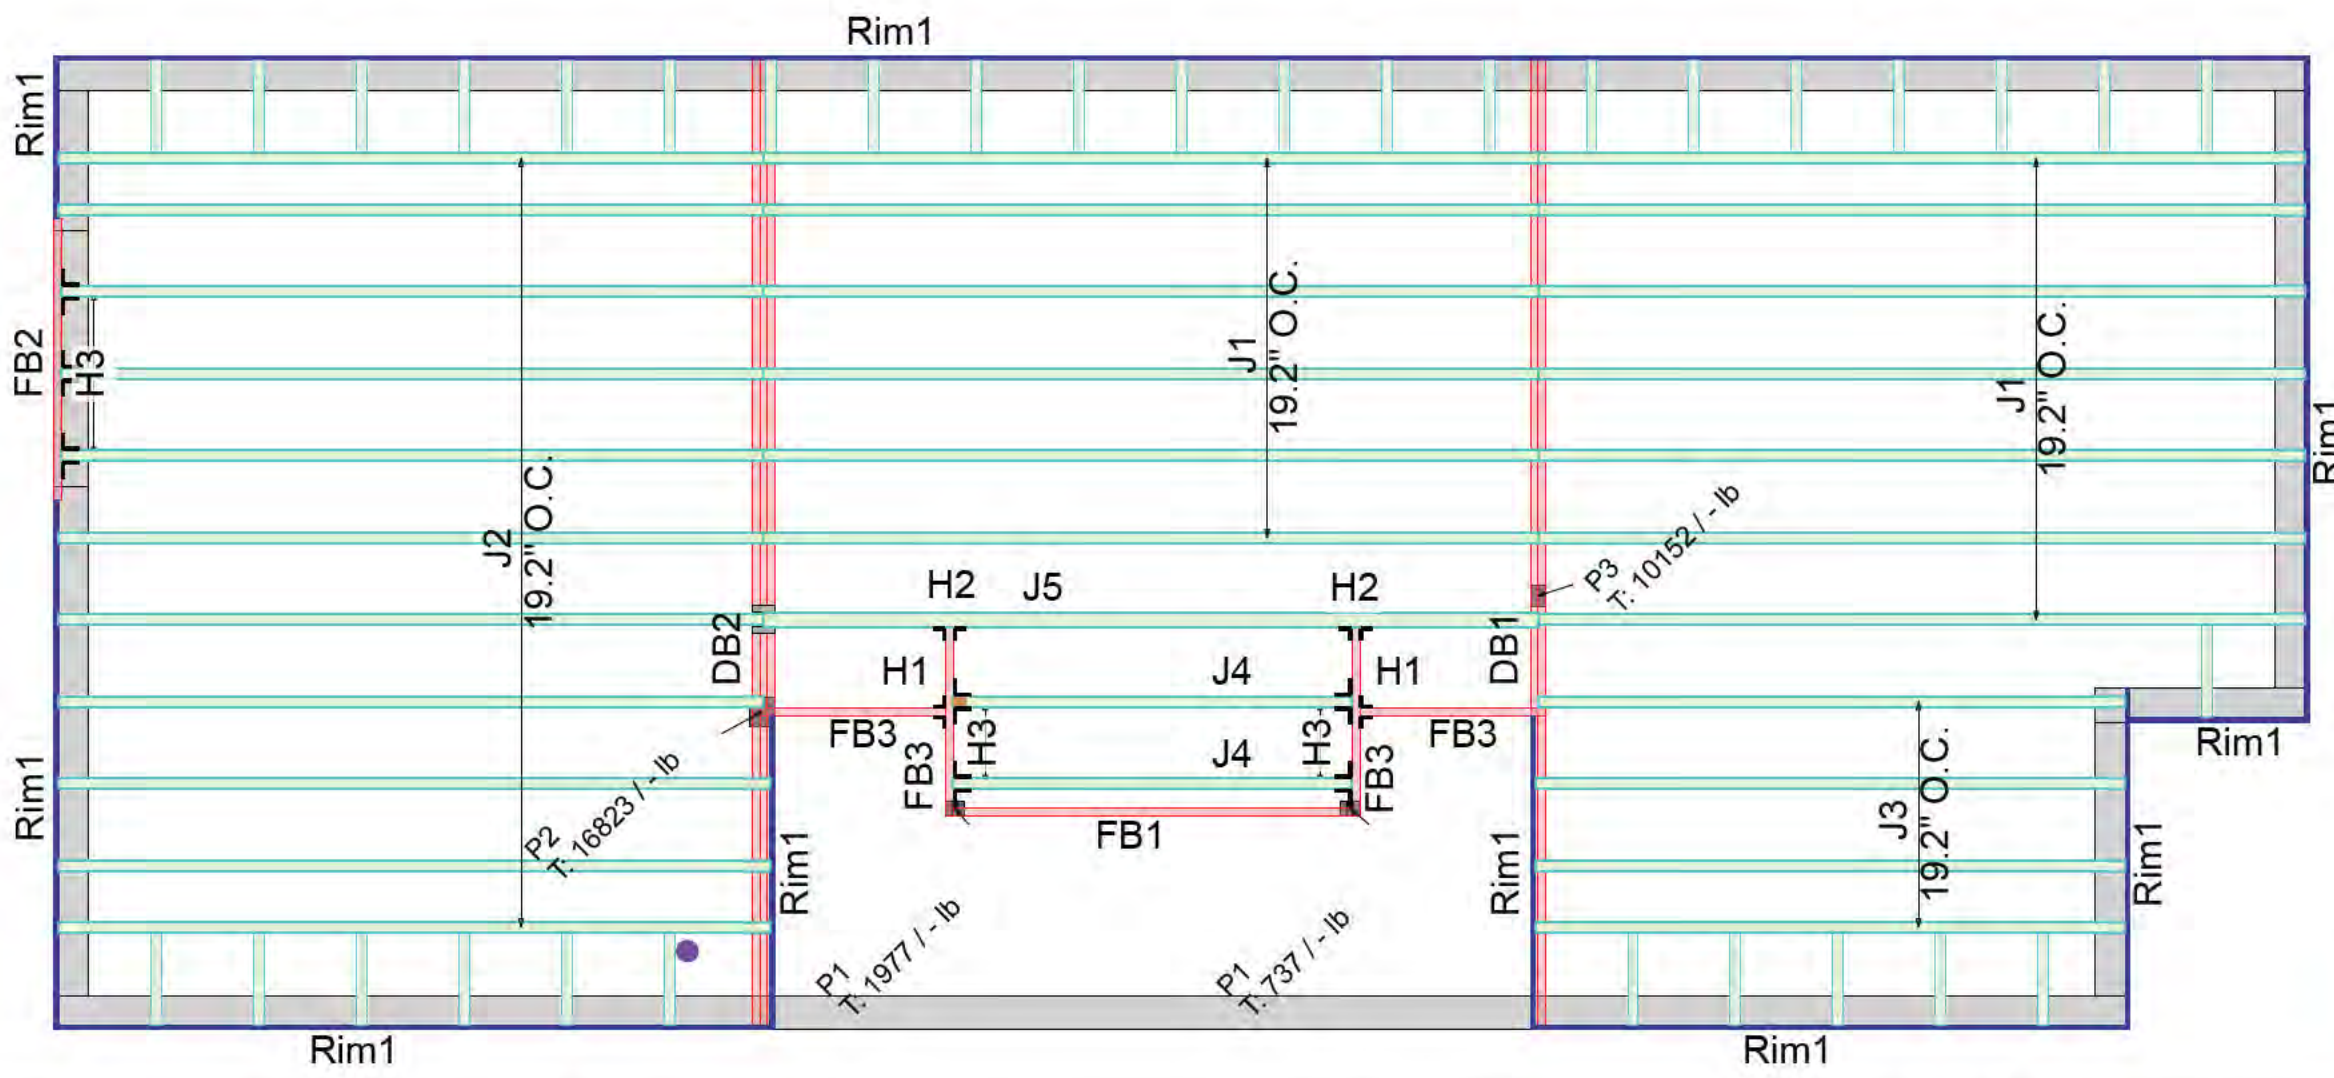 Rim1
Rim1
FB2
H3
J2
19.2" O.C.
J1
19.2" O.C.
J1
19.2" O.C.
Rim1
H2
J5
H2
P3
T: 10152 / - lb
DB2
H1
J4
H1
DB1
FB3
FB3
H3
J4
H3
FB3
FB3
FB1
Rim1
P2
T: 16823 / - lb
Rim1
Rim1
J3
19.2" O.C.
Rim1
Rim1
P1
T: 1977 / - lb
P1
T: 737 / - lb
Rim1
Rim1